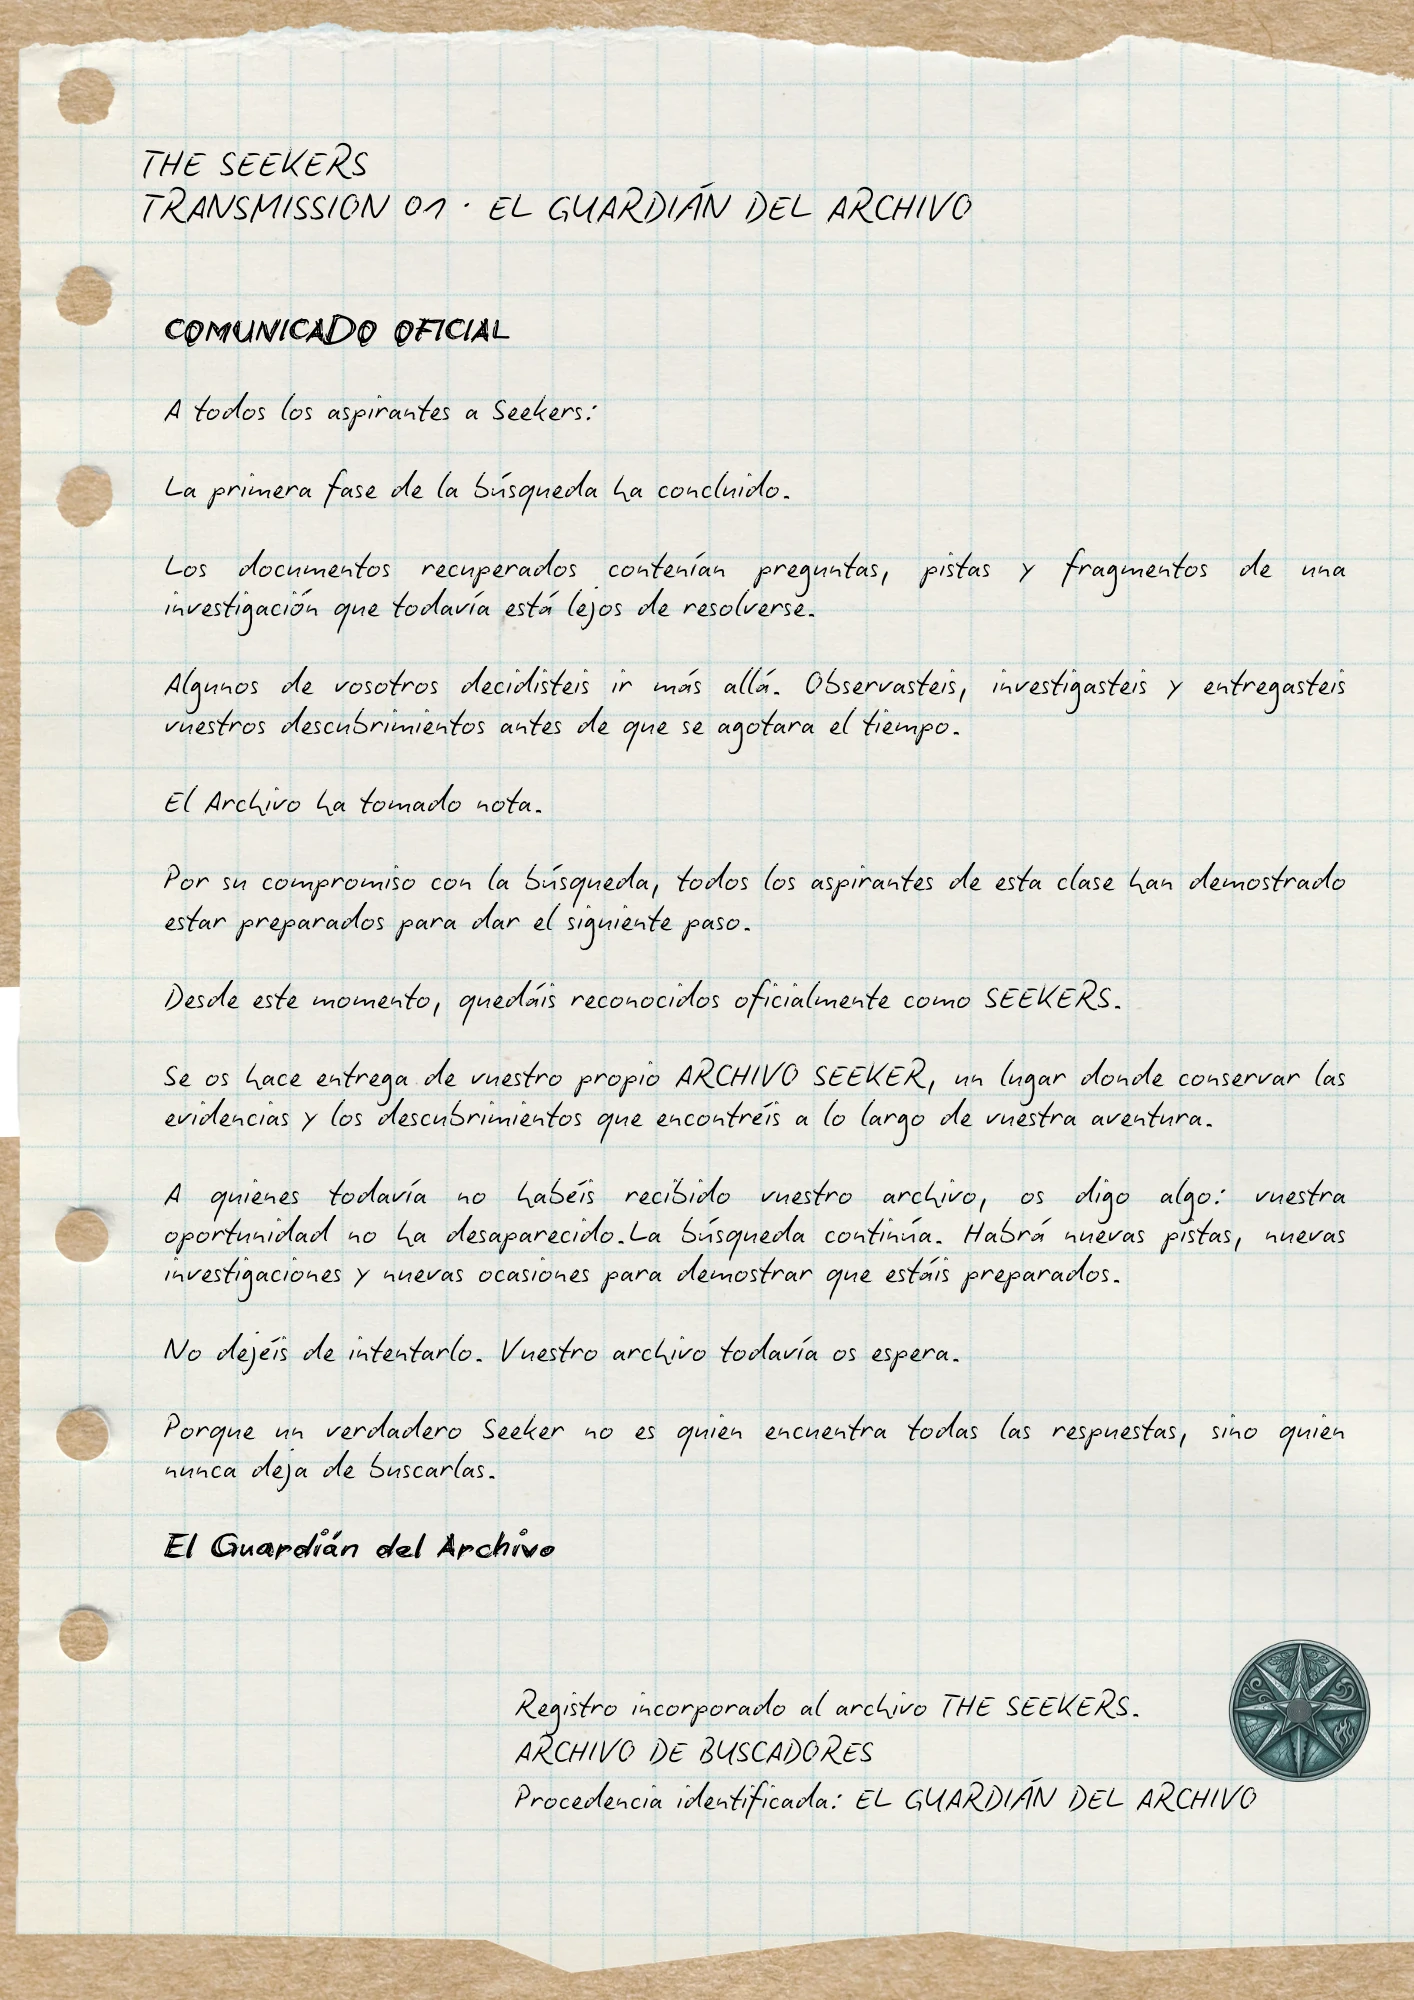 THE SEEKERS
TRANSMISSION 01 · EL GUARDIÁN DEL ARCHIVO
COMUNICADO OFICIAL
A todos los aspirantes a Seekers:
La primera fase de la búsqueda ha concluido.
Los documentos recuperados contenían preguntas, pistas y fragmentos de una
investigación que todavía está lejos de resolverse.
Algunos de vosotros decidisteis ir más allá. Observasteis, investigasteis y entregasteis
vuestros descubrimientos antes de que se agotara el tiempo.
El Archivo ha tomado nota.
Por su compromiso con la búsqueda, todos los aspirantes de esta clase han demostrado
estar preparados para dar el siguiente paso.
Desde este momento, quedáis reconocidos oficialmente como SEEKERS.
Se os hace entrega de vuestro propio ARCHIVO SEEKER, un lugar donde conservar las
evidencias y los descubrimientos que encontréis a lo largo de vuestra aventura.
A quienes todavía no habéis recibido vuestro archivo, os digo algo: vuestra
oportunidad no ha desaparecido.La búsqueda continúa. Habrá nuevas pistas, nuevas
investigaciones y nuevas ocasiones para demostrar que estáis preparados.
No dejéis de intentarlo. Vuestro archivo todavía os espera.
Porque un verdadero Seeker no es quien encuentra todas las respuestas, sino quien
nunca deja de buscarlas.
El Guardián del Archivo
Registro incorporado al archivo THE SEEKERS.
ARCHIVO DE BUSCADORES
Procedencia identificada: EL GUARDIÁN DEL ARCHIVO